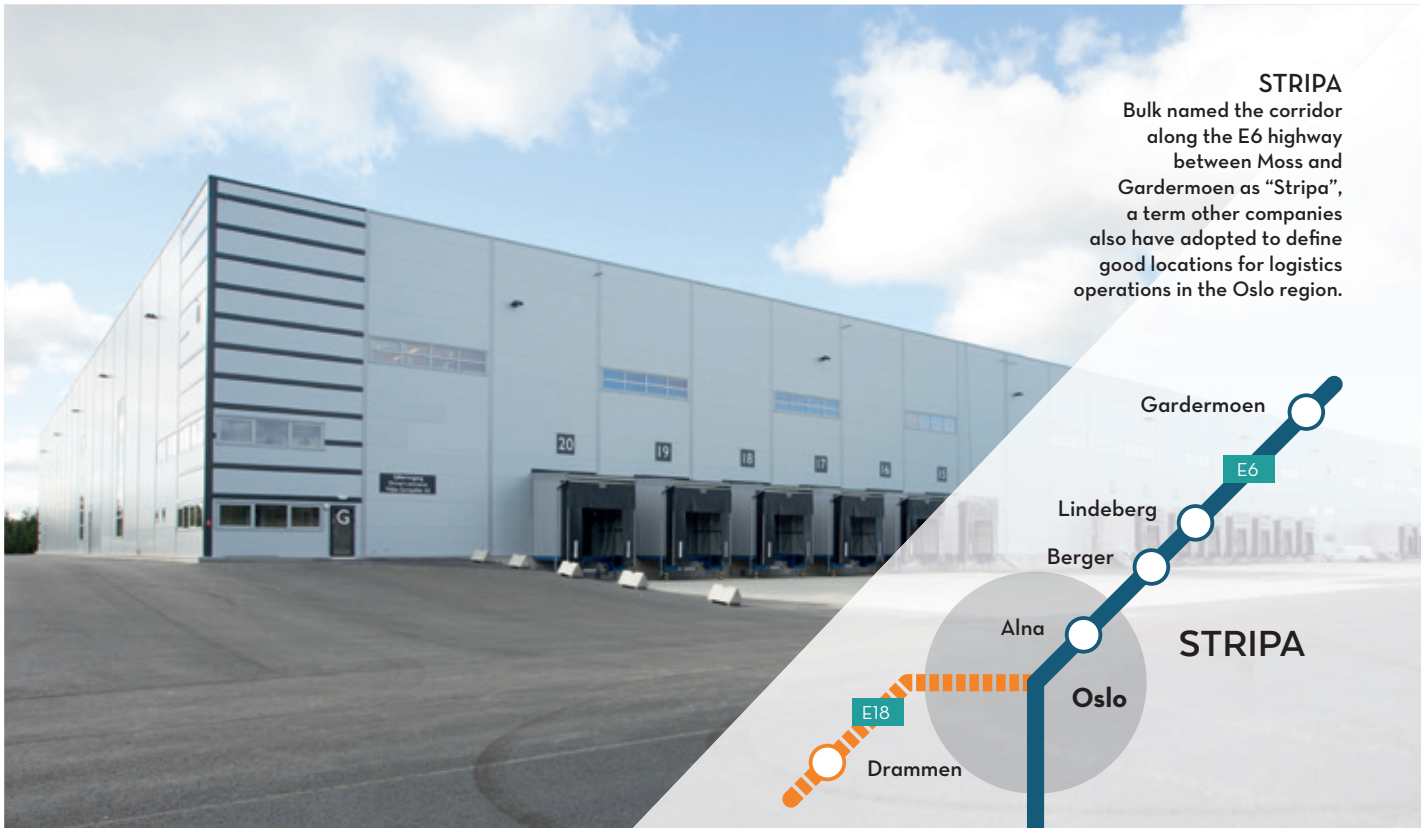 STRIPA
Bulk named the corridor
along the E6 highway
between Moss and
Gardermoen as “Stripa”,
a term other companies
also have adopted to define
good locations for logistics
operations in the Oslo region.
20
19
18
17
16
15
G
Gardermoen
E6
Lindeberg
Berger
Alna
STRIPA
Oslo
E18
Drammen